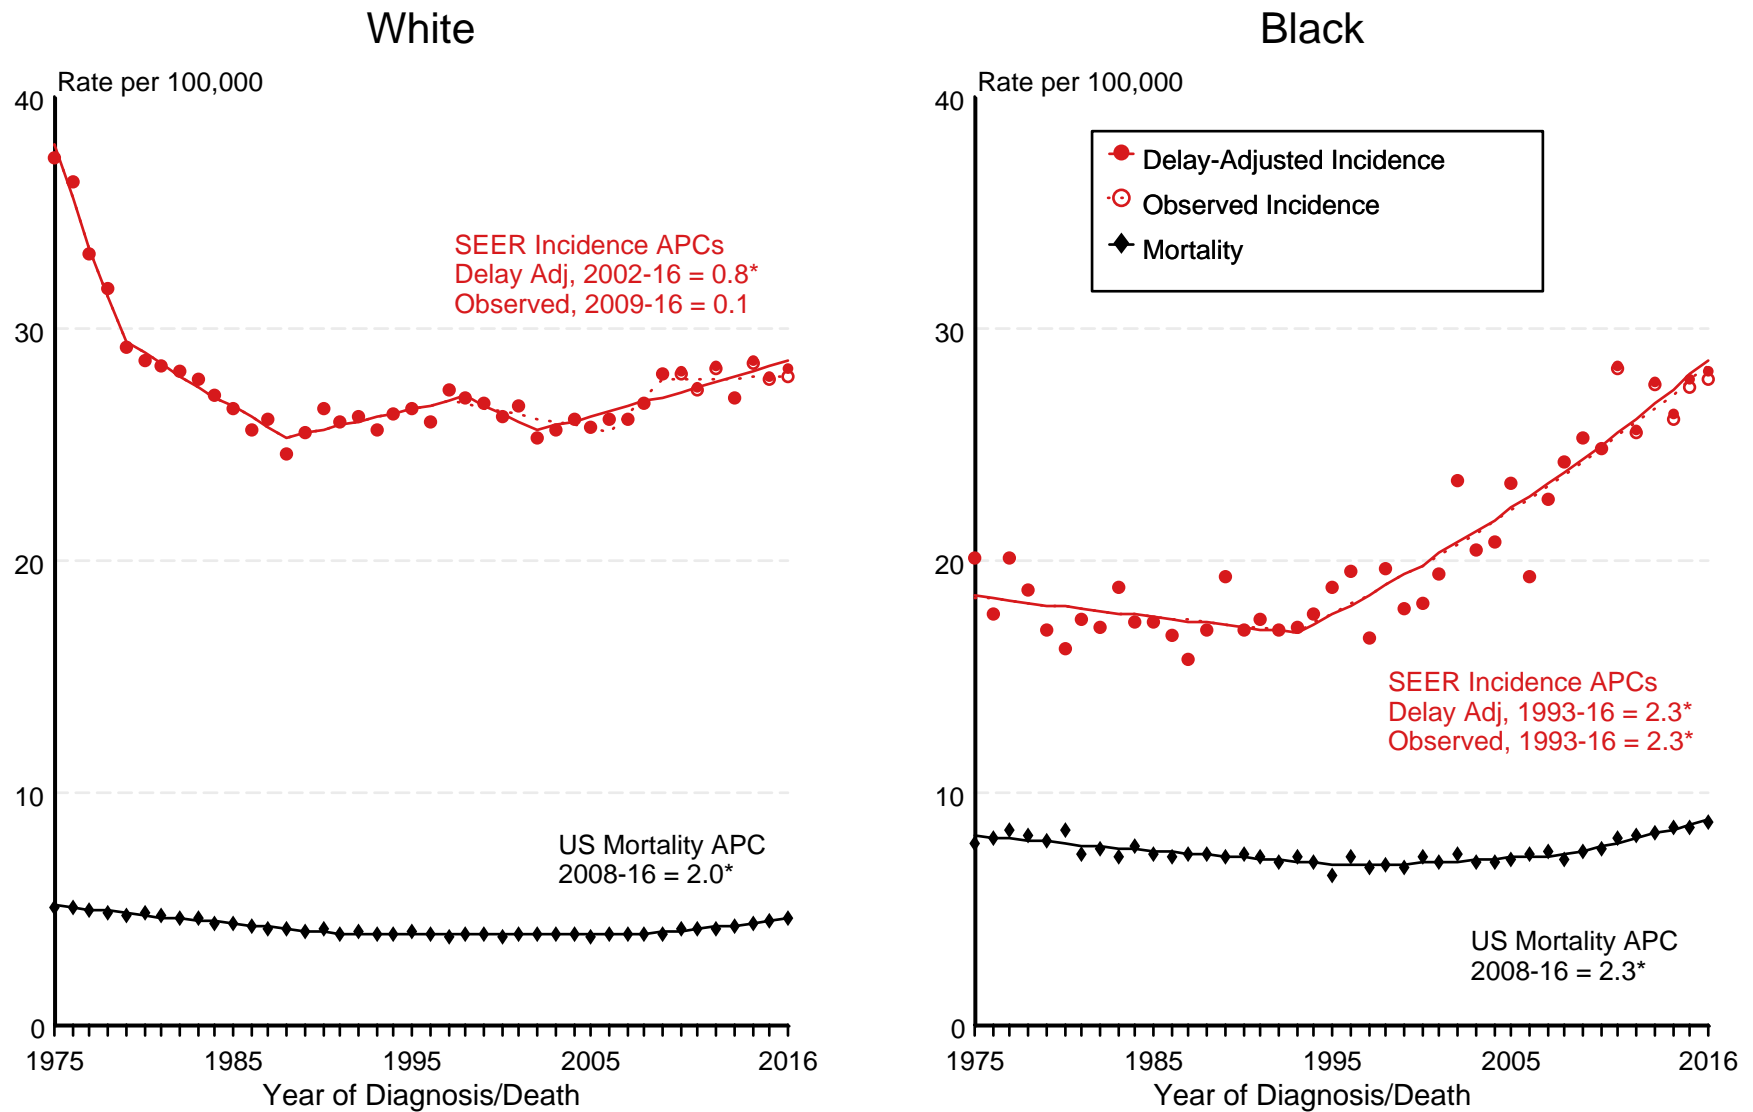 White
Rate per 100,000
40
30
20
10
0
SEER Incidence APCs
Delay Adj, 2002-16 = 0.8*
Observed, 2009-16 = 0.1
US Mortality APC
2008-16 = 2.0*
1975 1985 1995 2005 2016
Year of Diagnosis/Death
Black
Rate per 100,000
40
30
20
10
0
Delay-Adjusted Incidence
Observed Incidence
Mortality
SEER Incidence APCs
Delay Adj, 1993-16 = 2.3*
Observed, 1993-16 = 2.3*
US Mortality APC
2008-16 = 2.3*
1975 1985 1995 2005 2016
Year of Diagnosis/Death